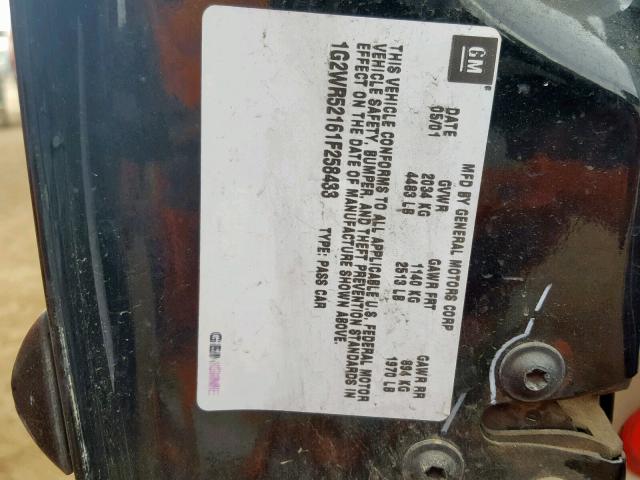 GM
MFD BY GENERAL MOTORS CORP
DATE GVWR GAWR FRT GAWR RR
05/01 2034 KG 1140 KG 894 KG
4483 LB 2513 LB 1970 LB
THIS VEHICLE CONFORMS TO ALL APPLICABLE U.S. FEDERAL MOTOR
VEHICLE SAFETY, BUMPER, AND THEFT PREVENTION STANDARDS IN
EFFECT ON THE DATE OF MANUFACTURE SHOWN ABOVE.
1G2WR52161F258433 TYPE: PASS CAR
GENUINE